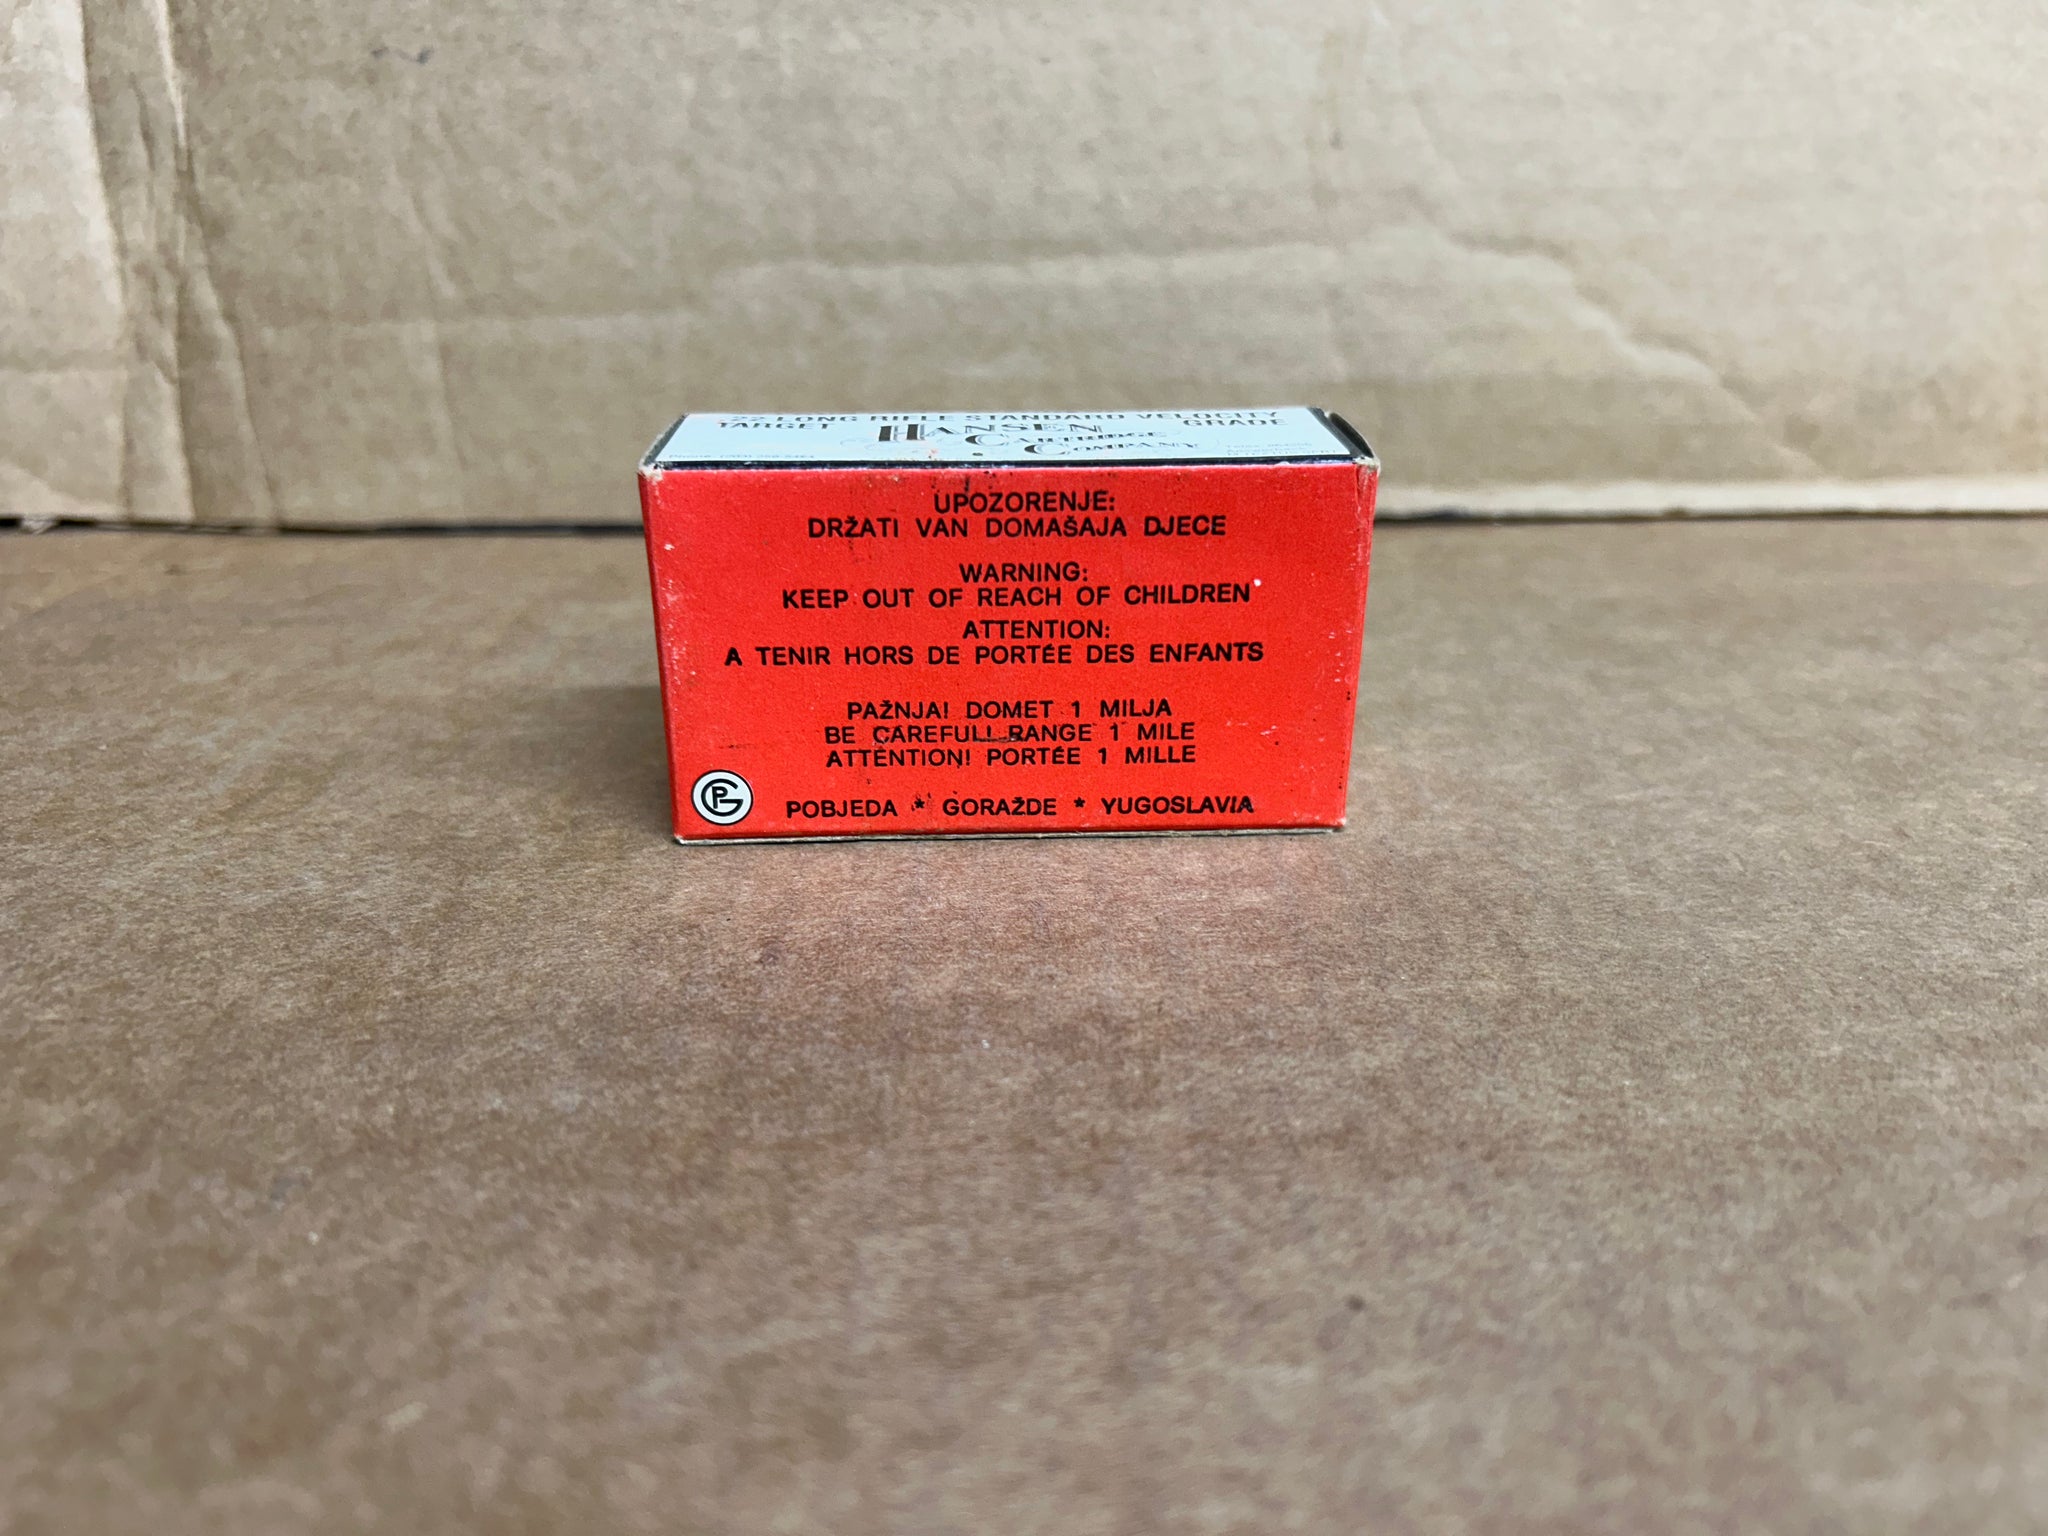 22 LONG RIFLE STANDARD VELOCITY
TARGET HANSEN GRADE
CARTRIDGE
COMPANY
UPOZORENJE:
DRŽATI VAN DOMAŠAJA DJECE
WARNING:
KEEP OUT OF REACH OF CHILDREN
ATTENTION:
A TENIR HORS DE PORTÉE DES ENFANTS
PAŽNJA! DOMET 1 MILJA
BE CAREFULL RANGE 1 MILE
ATTENTION! PORTÉE 1 MILLE
PG
POBJEDA * GORAŽDE * YUGOSLAVIA